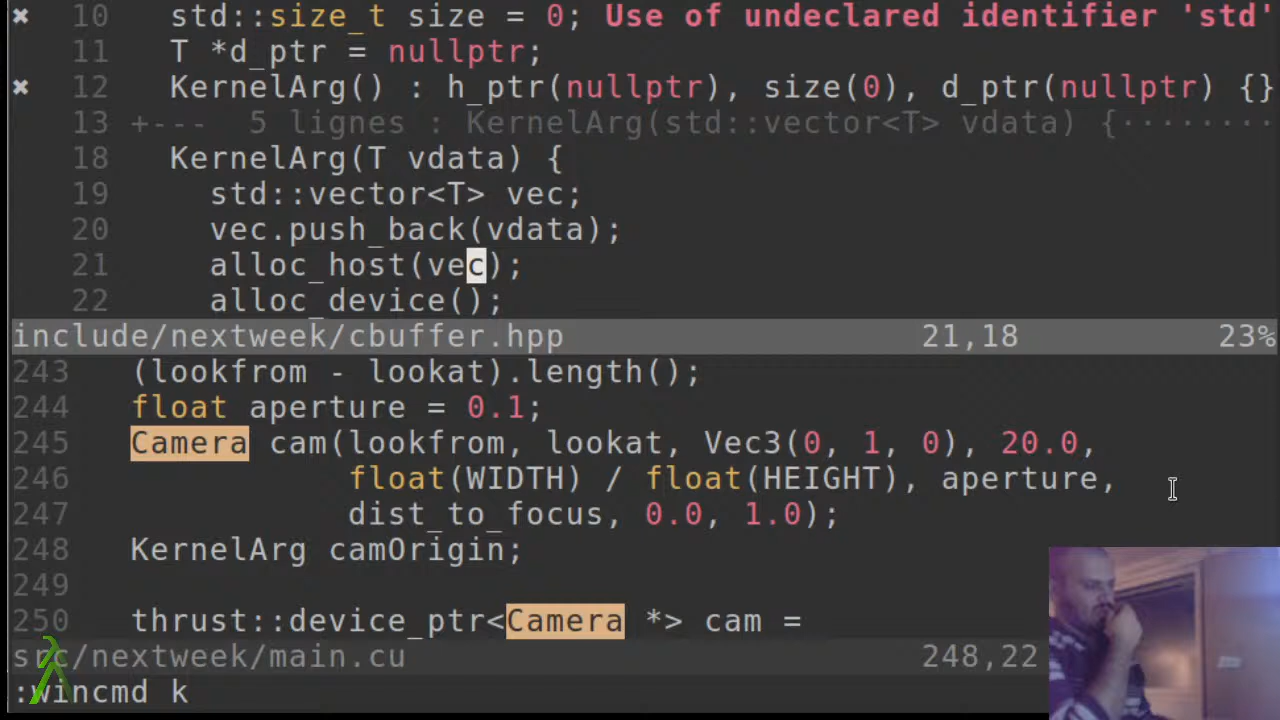 ✖ 10 std::size_t size = 0; Use of undeclared identifier 'std'
11 T *d_ptr = nullptr;
✖ 12 KernelArg() : h_ptr(nullptr), size(0), d_ptr(nullptr) {}
13 +--- 5 lignes : KernelArg(std::vector<T> vdata) {········
18 KernelArg(T vdata) {
19 std::vector<T> vec;
20 vec.push_back(vdata);
21 alloc_host(vec);
22 alloc_device();
include/nextweek/cbuffer.hpp 21,18 23%
243 (lookfrom - lookat).length();
244 float aperture = 0.1;
245 Camera cam(lookfrom, lookat, Vec3(0, 1, 0), 20.0,
246 float(WIDTH) / float(HEIGHT), aperture,
247 dist_to_focus, 0.0, 1.0);
248 KernelArg camOrigin;
249
250 thrust::device_ptr<Camera *> cam =
src/nextweek/main.cu 248,22
:wincmd k